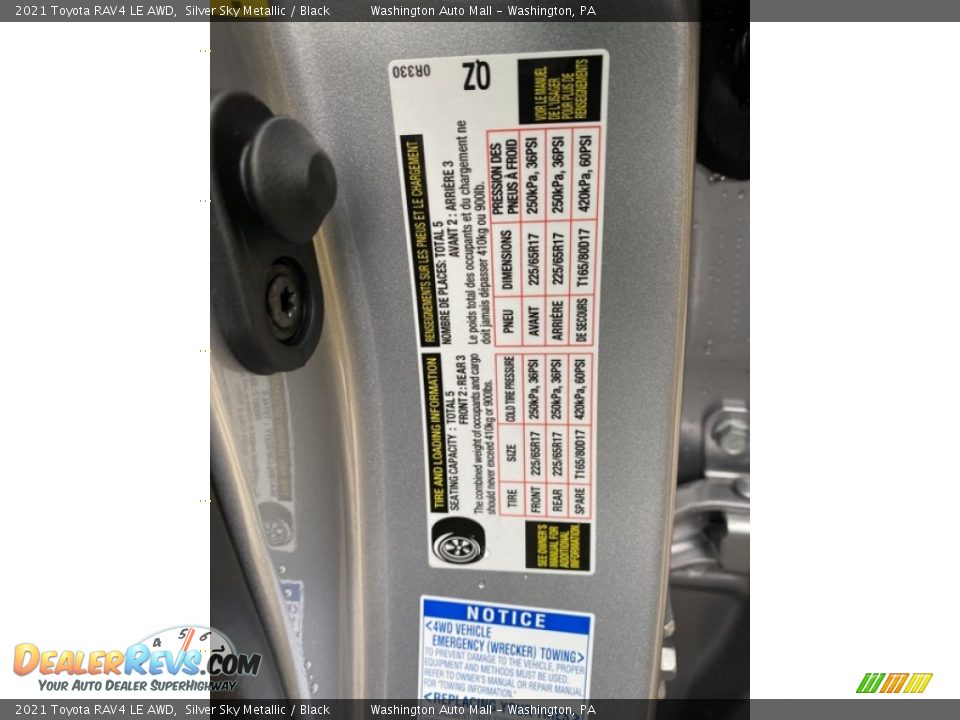 2021 Toyota RAV4 LE AWD, Silver Sky Metallic / Black Washington Auto Mall - Washington, PA
0R330
QZ
TIRE AND LOADING INFORMATION
SEATING CAPACITY : TOTAL 5
FRONT 2 : REAR 3
The combined weight of occupants and cargo
should never exceed 410kg or 900lbs.
TIRE SIZE COLD TIRE PRESSURE
FRONT 225/65R17 250kPa, 36PSI
REAR 225/65R17 250kPa, 36PSI
SPARE T165/80D17 420kPa, 60PSI
SEE OWNER'S
MANUAL FOR
ADDITIONAL
INFORMATION
RENSEIGNEMENTS SUR LES PNEUS ET LE CHARGEMENT
NOMBRE DE PLACES: TOTAL 5
AVANT 2 : ARRIÈRE 3
Le poids total des occupants et du chargement ne
doit jamais dépasser 410kg ou 900lb.
PNEU DIMENSIONS PRESSION DES
PNEUS À FROID
AVANT 225/65R17 250kPa, 36PSI
ARRIÈRE 225/65R17 250kPa, 36PSI
DE SECOURS T165/80D17 420kPa, 60PSI
VOIR LE MANUEL
DE L'USAGER
POUR PLUS DE
RENSEIGNEMENTS
NOTICE
<4WD VEHICLE
EMERGENCY (WRECKER) TOWING>
TO PREVENT DAMAGE TO THE VEHICLE, PROPER
EQUIPMENT AND METHODS MUST BE USED.
REFER TO OWNER'S MANUAL OR REPAIR MANUAL
FOR "TOWING INFORMATION."
<REPLACING
4 5 6
DEALERREVS.COM
YOUR AUTO DEALER SUPERHIGHWAY
2021 Toyota RAV4 LE AWD, Silver Sky Metallic / Black Washington Auto Mall - Washington, PA